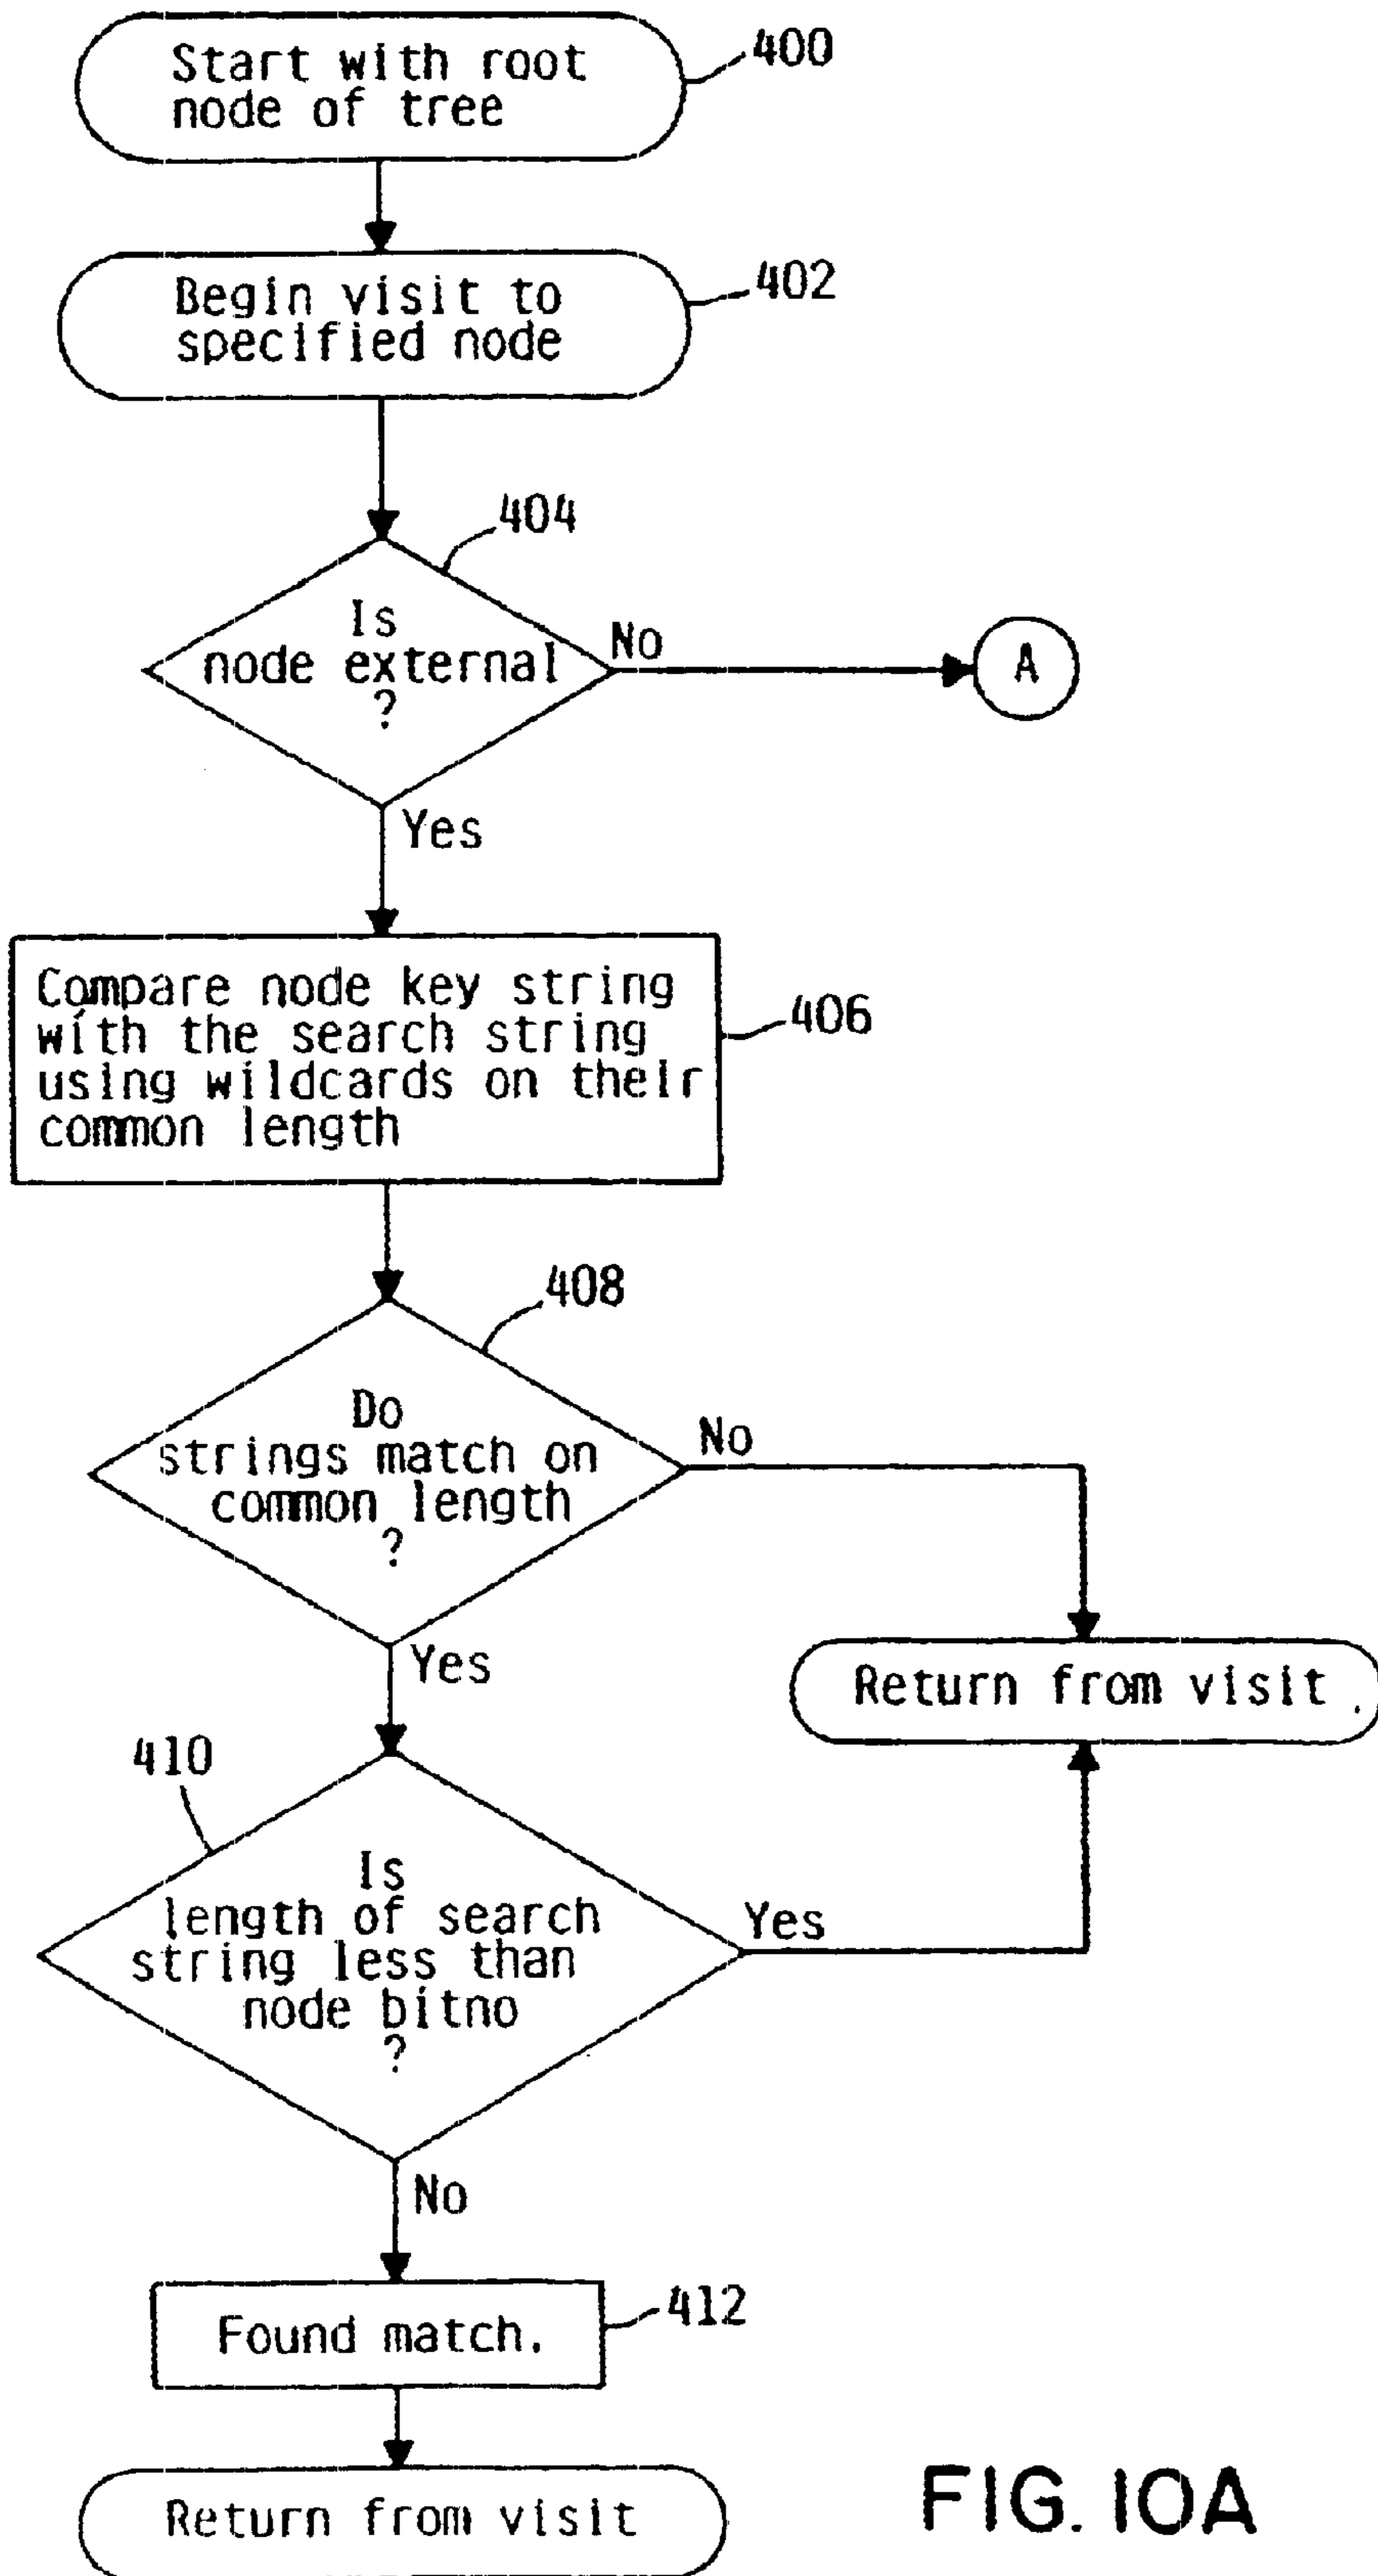 Start with root
node of tree
400
Begin visit to
specified node
402
404
Is
node external
?
No
A
Yes
Compare node key string
with the search string
using wildcards on their
common length
406
408
Do
strings match on
common length
?
No
Yes
Return from visit
410
Is
length of search
string less than
node bitno
?
Yes
No
Found match.
412
Return from visit
FIG. 10A